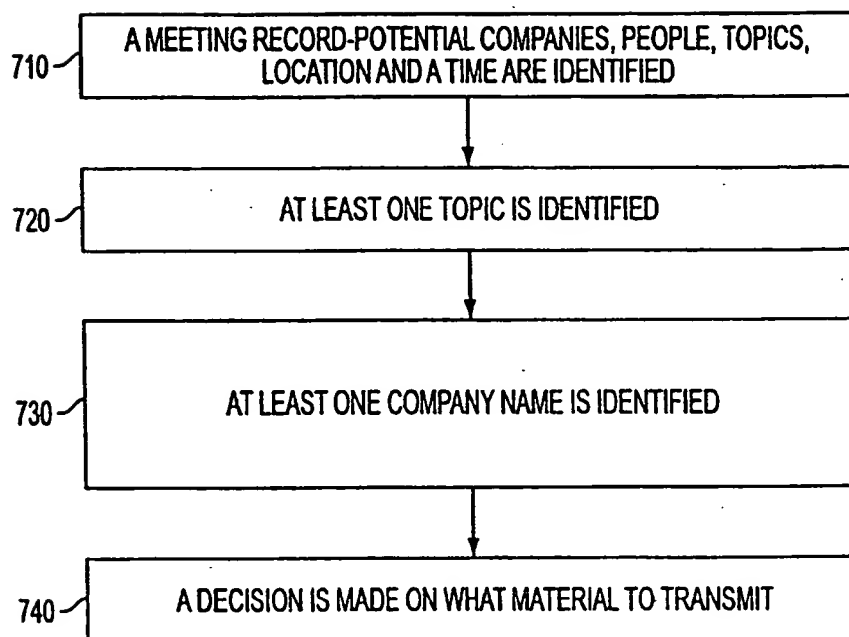 710
A MEETING RECORD-POTENTIAL COMPANIES, PEOPLE, TOPICS,
LOCATION AND A TIME ARE IDENTIFIED
720
AT LEAST ONE TOPIC IS IDENTIFIED
730
AT LEAST ONE COMPANY NAME IS IDENTIFIED
740
A DECISION IS MADE ON WHAT MATERIAL TO TRANSMIT